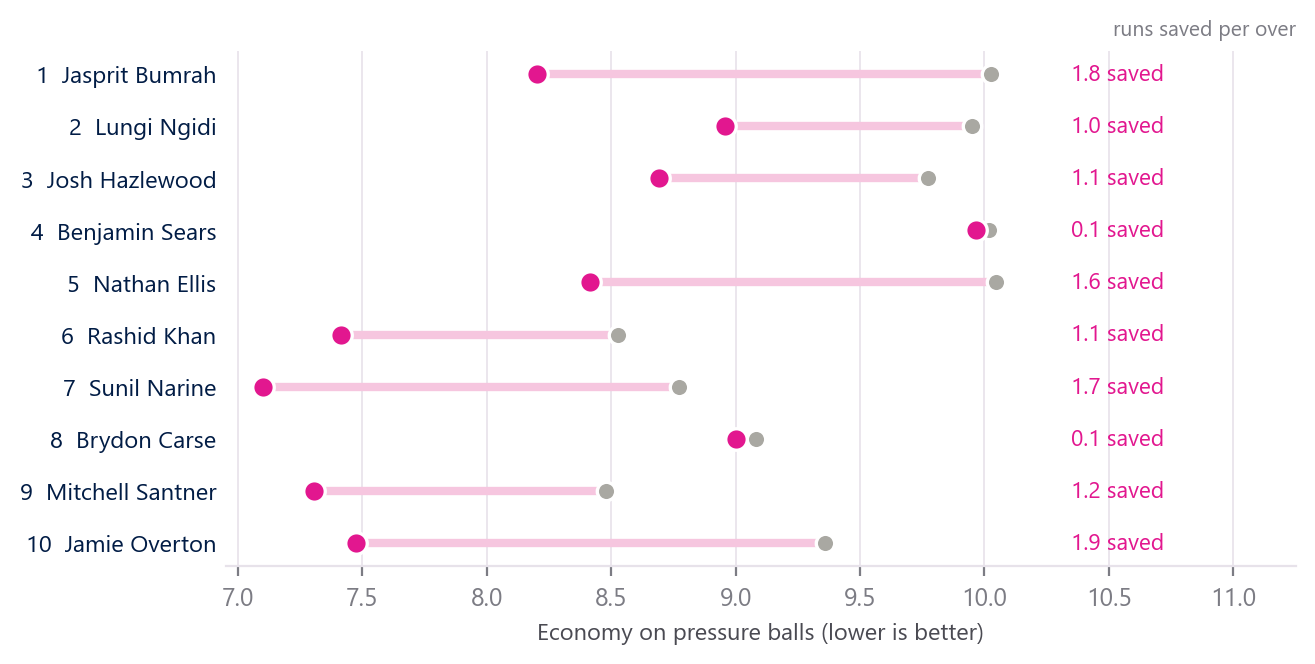 runs saved per over
1 Jasprit Bumrah 1.8 saved
2 Lungi Ngidi 1.0 saved
3 Josh Hazlewood 1.1 saved
4 Benjamin Sears 0.1 saved
5 Nathan Ellis 1.6 saved
6 Rashid Khan 1.1 saved
7 Sunil Narine 1.7 saved
8 Brydon Carse 0.1 saved
9 Mitchell Santner 1.2 saved
10 Jamie Overton 1.9 saved
7.0 7.5 8.0 8.5 9.0 9.5 10.0 10.5 11.0
Economy on pressure balls (lower is better)